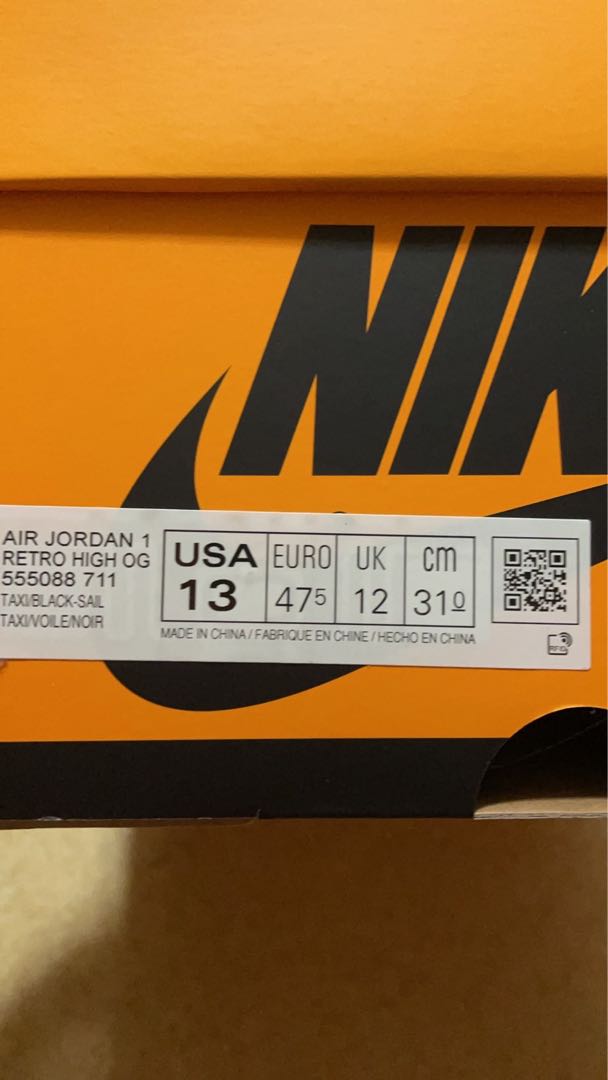 NIK
AIR JORDAN 1
RETRO HIGH OG
555088 711
TAXI/BLACK-SAIL
TAXI/VOILE/NOIR
USA EURO UK cm
13 475 12 310
MADE IN CHINA / FABRIQUE EN CHINE / HECHO EN CHINA
RFID